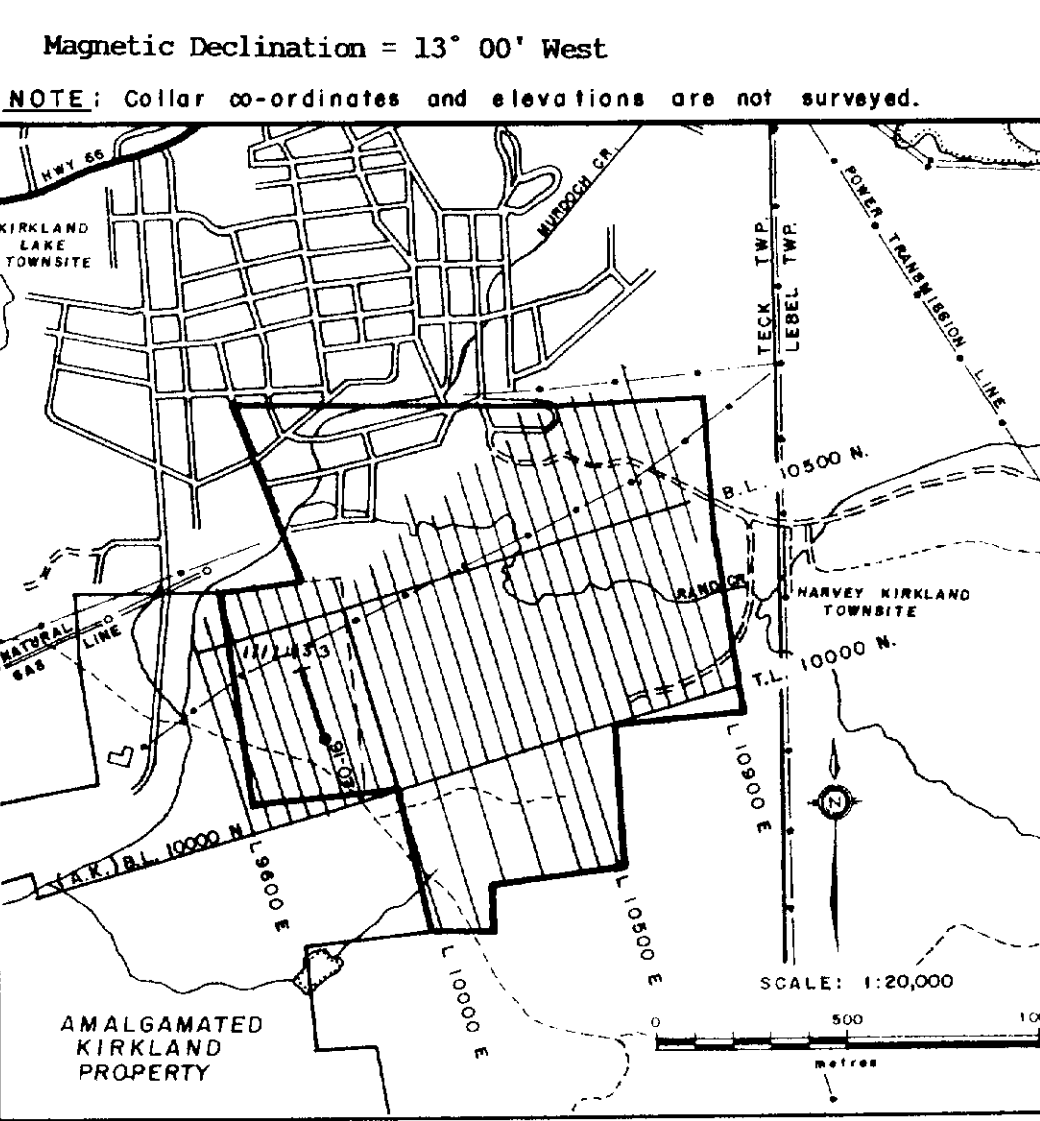 Magnetic Declination = 13° 00' West
NOTE: Collar co-ordinates and elevations are not surveyed.
HWY 66
KIRKLAND
LAKE
TOWNSITE
MURDOCH CR.
TECK TWP.
LEBEL TWP.
POWER TRANSMISSION LINE
B.L. 10500 N.
NATURAL
GAS LINE
RAND CR.
HARVEY KIRKLAND
TOWNSITE
T.L. 10000 N.
(A.K.) B.L. 10000 N
L 9600 E
L 10000 E
L 10500 E
L 10900 E
N
SCALE: 1:20,000
0
500
metres
AMALGAMATED
KIRKLAND
PROPERTY